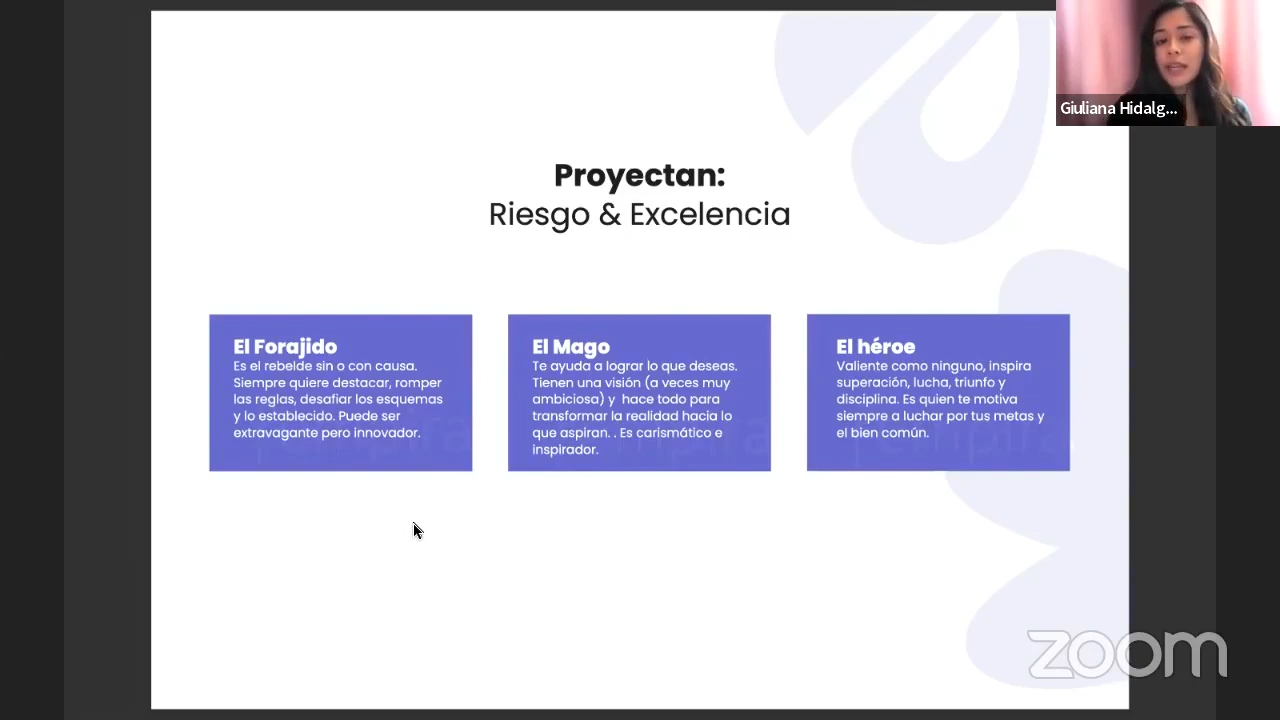 Giuliana Hidalg...
Proyectan:
Riesgo & Excelencia
El Forajido
Es el rebelde sin o con causa.
Siempre quiere destacar, romper
las reglas, desafiar los esquemas
y lo establecido. Puede ser
extravagante pero innovador.
El Mago
Te ayuda a lograr lo que deseas.
Tienen una visión (a veces muy
ambiciosa) y  hace todo para
transformar la realidad hacia lo
que aspiran. . Es carismático e
inspirador.
El héroe
Valiente como ninguno, inspira
superación, lucha, triunfo y
disciplina. Es quien te motiva
siempre a luchar por tus metas y
el bien común.
zoom